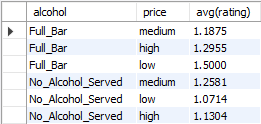 alcohol price avg(rating)
Full_Bar medium 1.1875
Full_Bar high 1.2955
Full_Bar low 1.5000
No_Alcohol_Served medium 1.2581
No_Alcohol_Served low 1.0714
No_Alcohol_Served high 1.1304